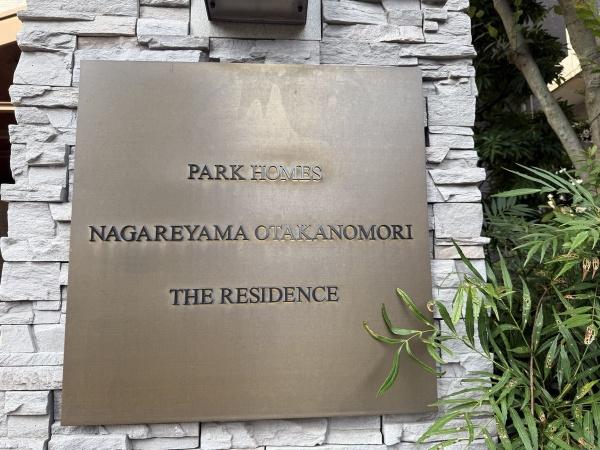 PARK HOMES
NAGAREYAMA OTAKANOMORI
THE RESIDENCE